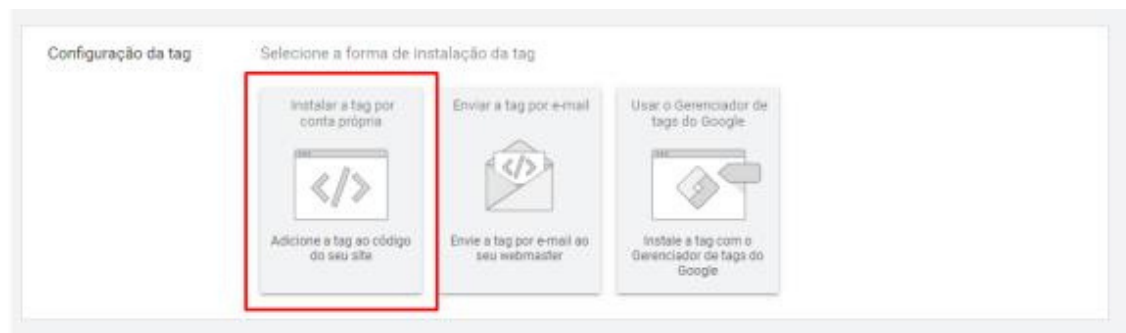 Configuração da tag
Selecione a forma de instalação da tag
Instalar a tag por
conta própria
</>
Adicione a tag ao código
do seu site
Enviar a tag por e-mail
</>
Envie a tag por e-mail ao
seu webmaster
Usar o Gerenciador de
tags do Google
Instale a tag com o
Gerenciador de tags do
Google